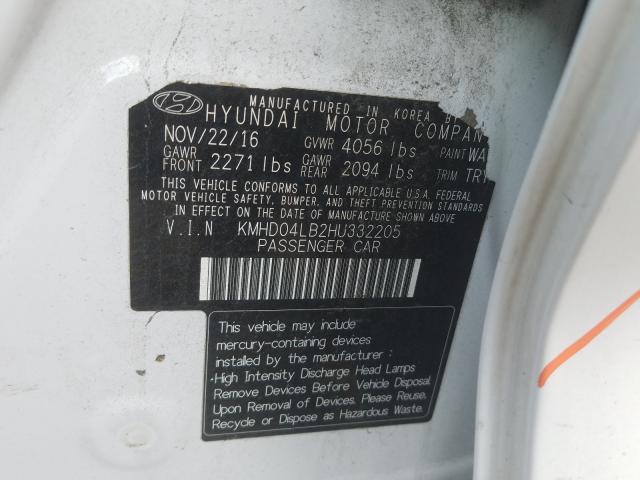 MANUFACTURED IN KOREA B
HYUNDAI MOTOR COMPAN
NOV/22/16 GVWR 4056 lbs PAINT WA
GAWR FRONT 2271 lbs GAWR REAR 2094 lbs TRIM TRY
THIS VEHICLE CONFORMS TO ALL APPLICABLE U.S.A. FEDERAL
MOTOR VEHICLE SAFETY, BUMPER, AND THEFT PREVENTION STANDARDS
IN EFFECT ON THE DATE OF MANUFACTURE SHOWN ABOVE
V.I.N KMHD04LB2HU332205
PASSENGER CAR
This vehicle may include
mercury-containing devices
installed by the manufacturer :
•High Intensity Discharge Head Lamps
Remove Devices Before Vehicle Disposal.
Upon Removal of Devices, Please Reuse,
Recycle or Dispose as Hazardous Waste.